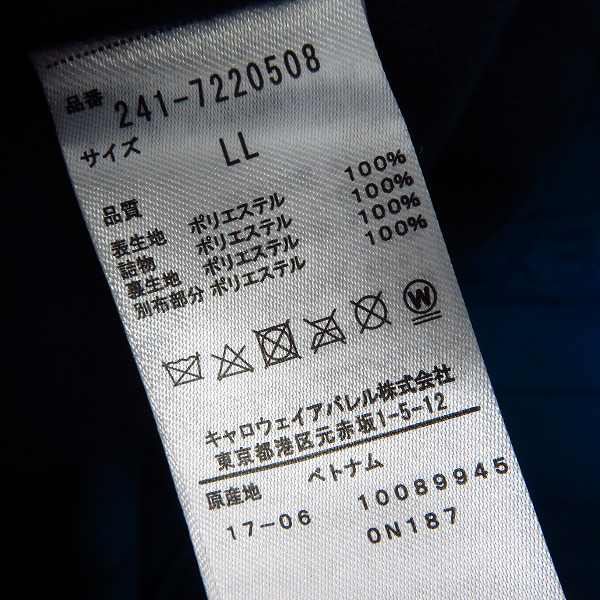 品番 241-7220508
サイズ LL
品質
表生地 ポリエステル 100%
詰物 ポリエステル 100%
裏生地 ポリエステル 100%
別布部分 ポリエステル 100%
W
キャロウェイアパレル株式会社
東京都港区元赤坂1-5-12
原産地 ベトナム
17-06 10089945
0N187